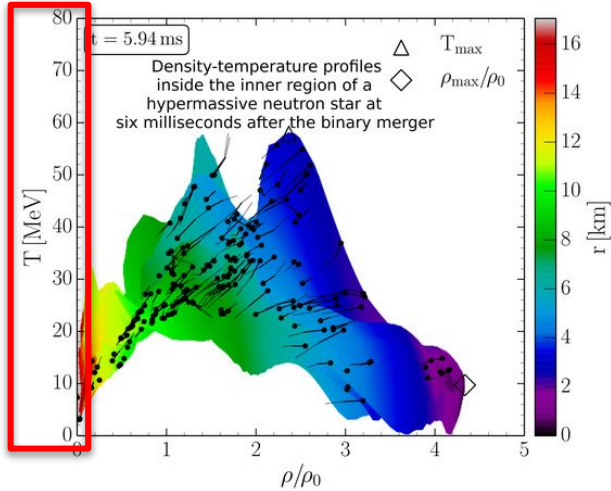 80
70
60
50
40
30
20
10
0
T [MeV]
t = 5.94 ms
Density-temperature profiles
inside the inner region of a
hypermassive neutron star at
six milliseconds after the binary merger
T_max
ρ_max/ρ_0
0
1
2
3
4
5
ρ/ρ_0
16
14
12
10
8
6
4
2
0
r [km]